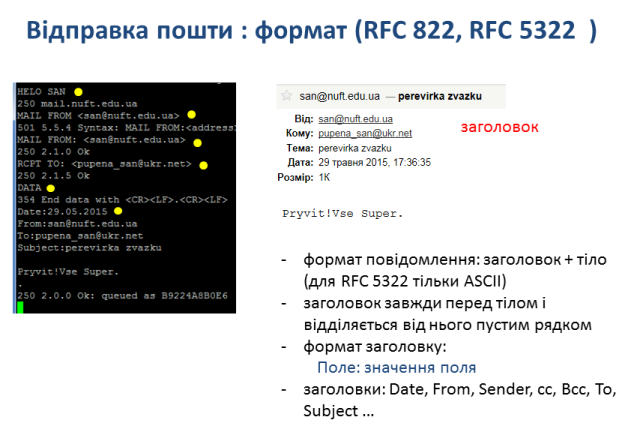 Відправка пошти : формат (RFC 822, RFC 5322 )
HELO SAN
250 mail.nuft.edu.ua
MAIL FROM <san@nuft.edu.ua>
501 5.5.4 Syntax: MAIL FROM:<address>
MAIL FROM: <san@nuft.edu.ua>
250 2.1.0 Ok
RCPT TO: <pupena_san@ukr.net>
250 2.1.5 Ok
DATA
354 End data with <CR><LF>.<CR><LF>
Date:29.05.2015
From:san@nuft.edu.ua
To:pupena_san@ukr.net
Subject:perevirka zvazku
Pryvit!Vse Super.
.
250 2.0.0 Ok: queued as B9224A8B0E6
san@nuft.edu.ua — perevirka zvazku
Від: san@nuft.edu.ua
Кому: pupena_san@ukr.net
заголовок
Тема: perevirka zvazku
Дата: 29 травня 2015, 17:36:35
Розмір: 1K
Pryvit!Vse Super.
- формат повідомлення: заголовок + тіло
(для RFC 5322 тільки ASCII)
- заголовок завжди перед тілом і
відділяється від нього пустим рядком
- формат заголовку:
Поле: значення поля
- заголовки: Date, From, Sender, cc, Bcc, To,
Subject ...